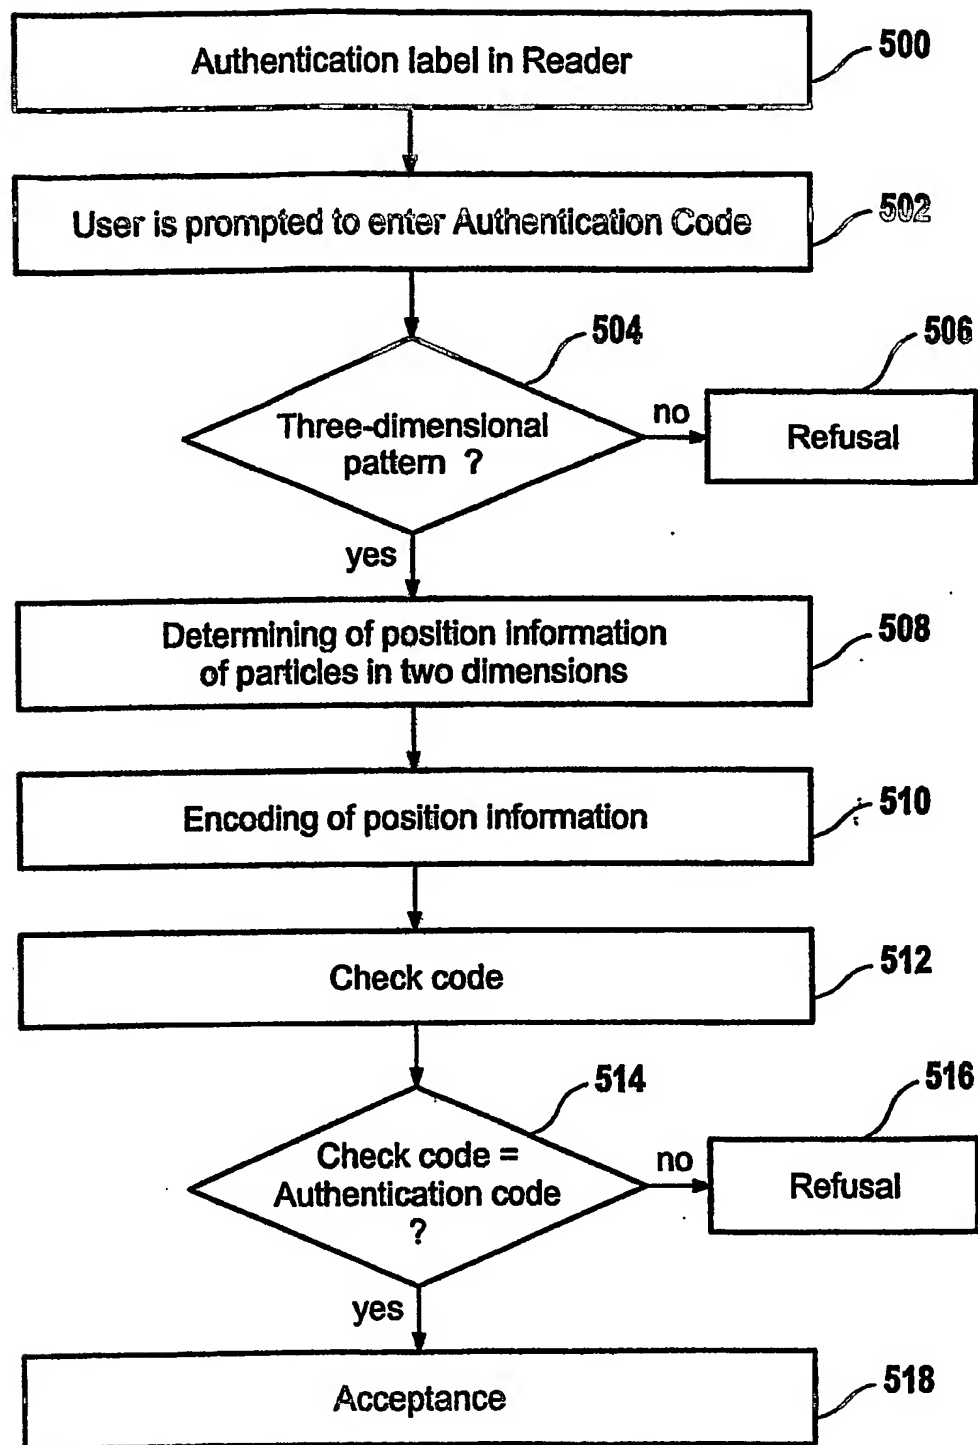 Authentication label in Reader
500
User is prompted to enter Authentication Code
502
504
506
Three-dimensional
pattern ?
no
Refusal
yes
Determining of position information
of particles in two dimensions
508
Encoding of position information
510
Check code
512
514
516
Check code =
Authentication code
?
no
Refusal
yes
Acceptance
518